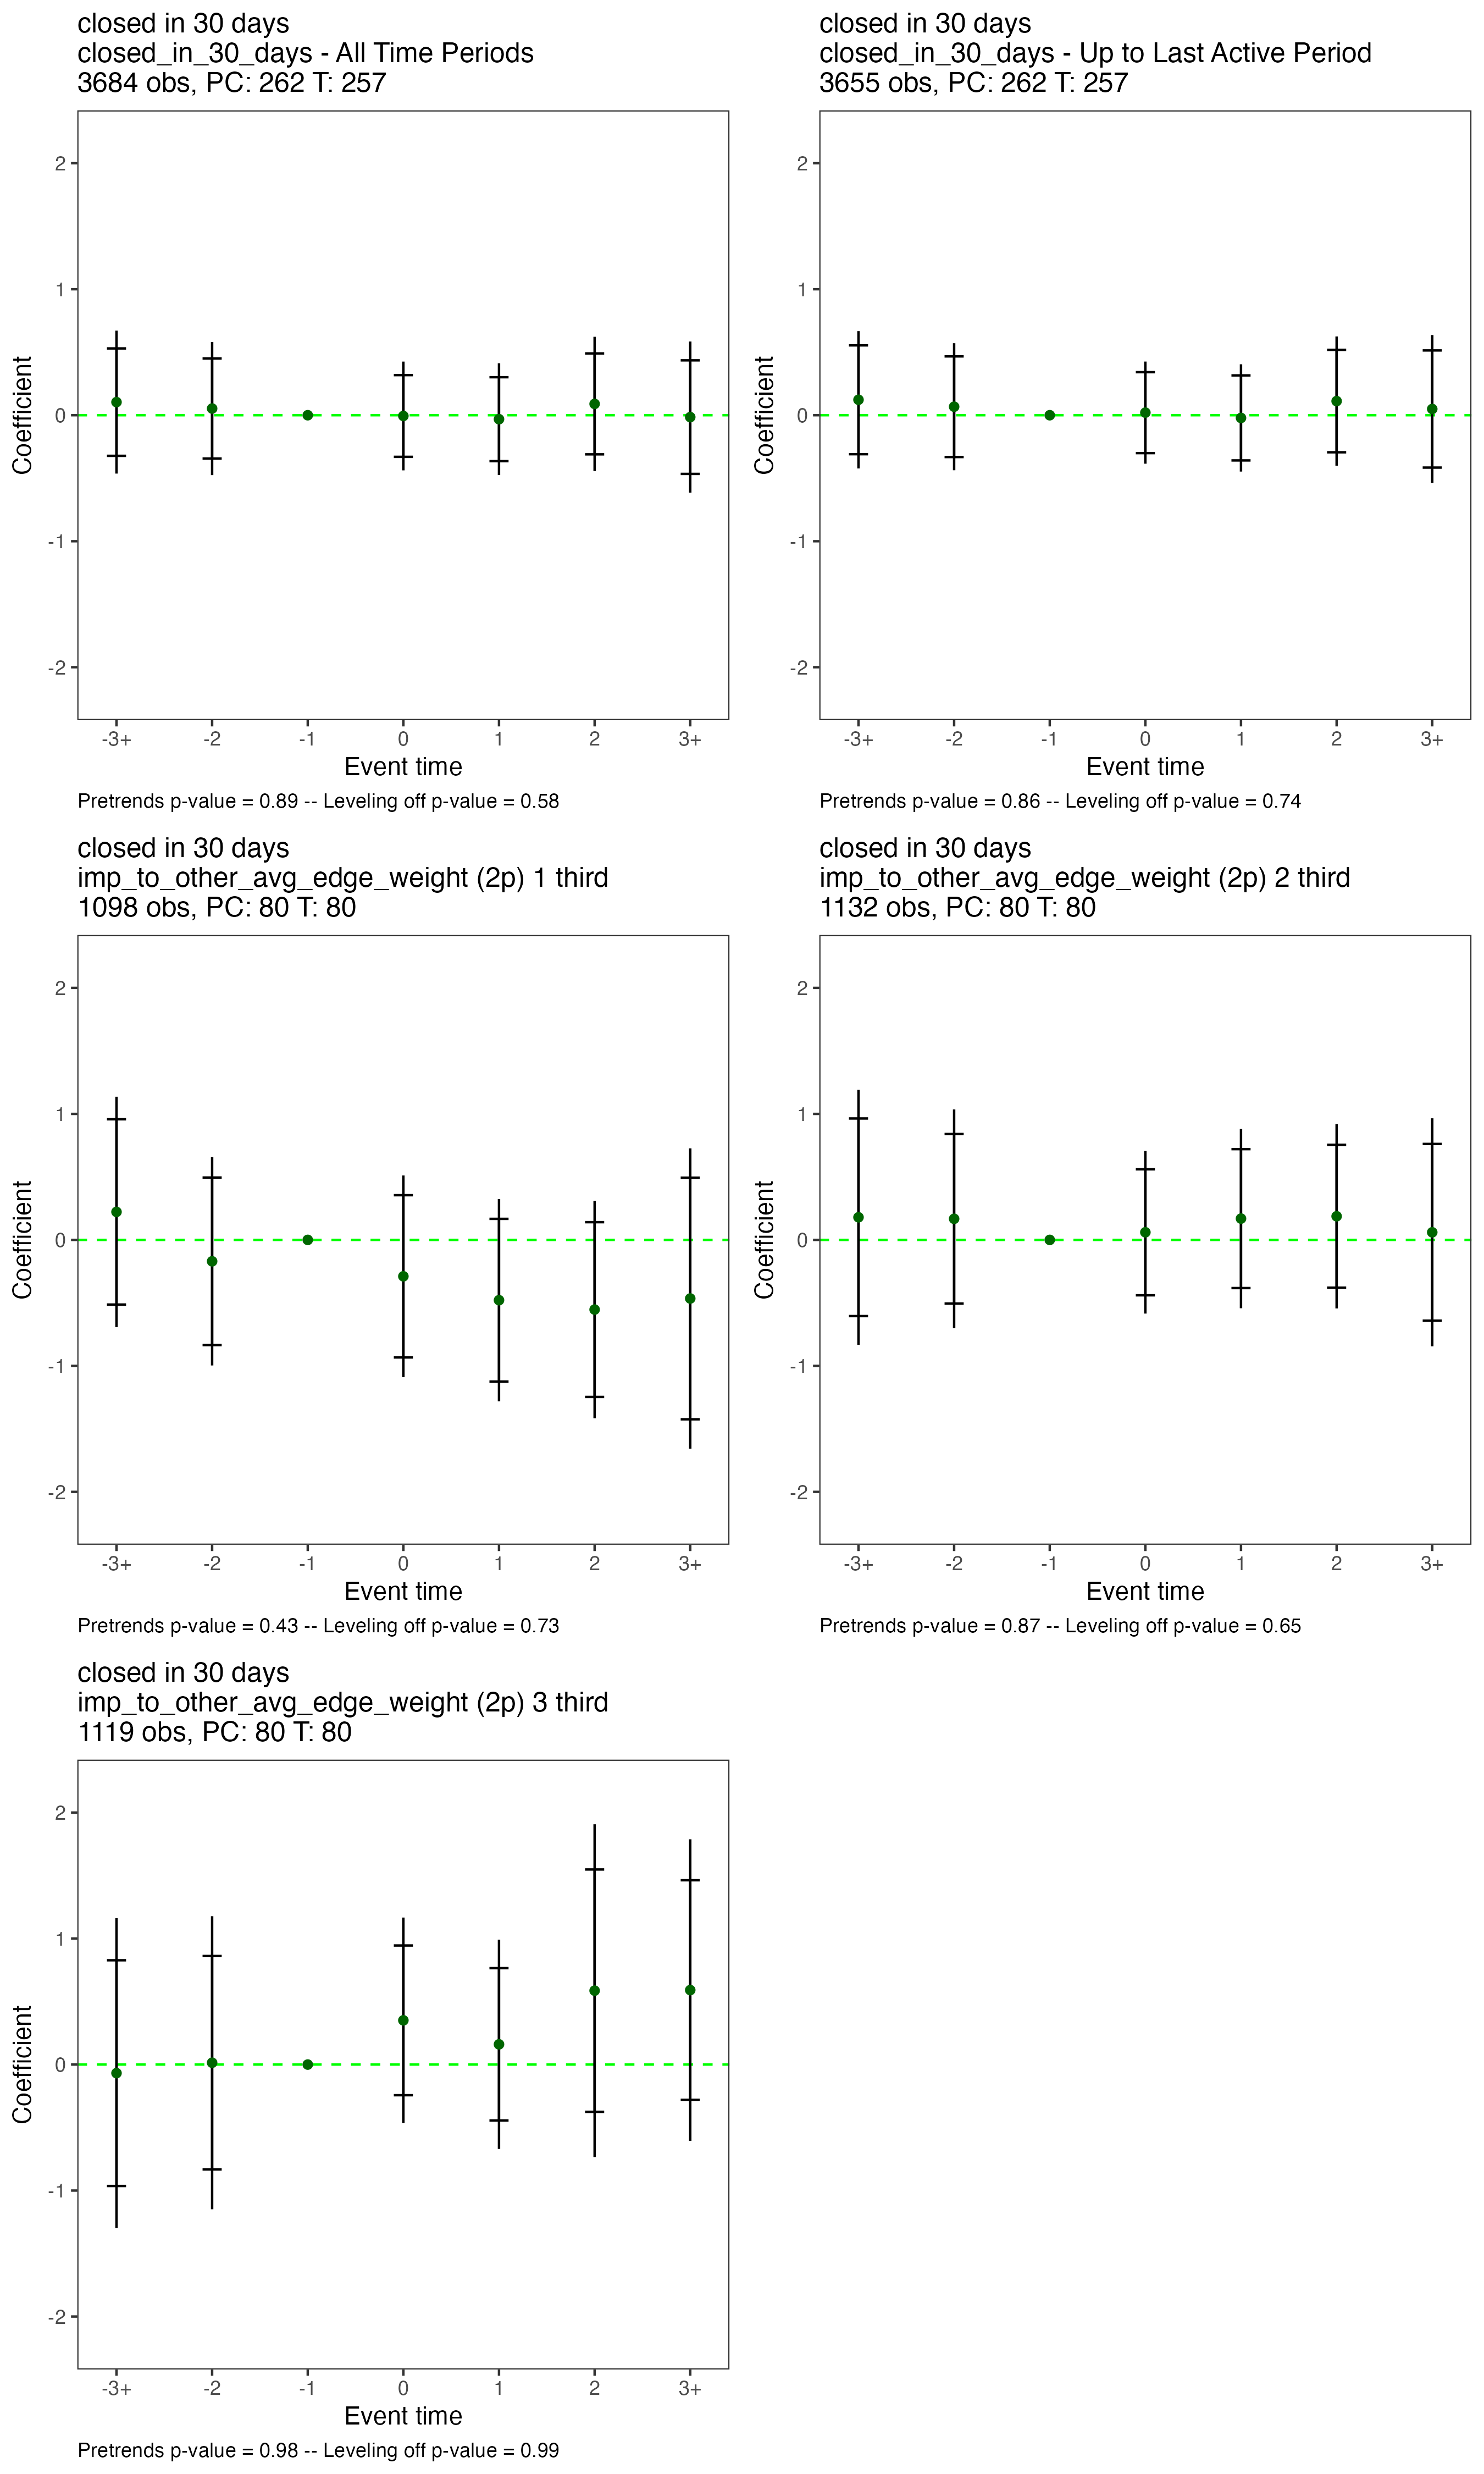 closed in 30 days
closed_in_30_days - All Time Periods
3684 obs, PC: 262 T: 257
Coefficient
2
1
0
-1
-2
-3+ -2 -1 0 1 2 3+
Event time
Pretrends p-value = 0.89 -- Leveling off p-value = 0.58
closed in 30 days
closed_in_30_days - Up to Last Active Period
3655 obs, PC: 262 T: 257
Coefficient
2
1
0
-1
-2
-3+ -2 -1 0 1 2 3+
Event time
Pretrends p-value = 0.86 -- Leveling off p-value = 0.74
closed in 30 days
imp_to_other_avg_edge_weight (2p) 1 third
1098 obs, PC: 80 T: 80
Coefficient
2
1
0
-1
-2
-3+ -2 -1 0 1 2 3+
Event time
Pretrends p-value = 0.43 -- Leveling off p-value = 0.73
closed in 30 days
imp_to_other_avg_edge_weight (2p) 2 third
1132 obs, PC: 80 T: 80
Coefficient
2
1
0
-1
-2
-3+ -2 -1 0 1 2 3+
Event time
Pretrends p-value = 0.87 -- Leveling off p-value = 0.65
closed in 30 days
imp_to_other_avg_edge_weight (2p) 3 third
1119 obs, PC: 80 T: 80
Coefficient
2
1
0
-1
-2
-3+ -2 -1 0 1 2 3+
Event time
Pretrends p-value = 0.98 -- Leveling off p-value = 0.99